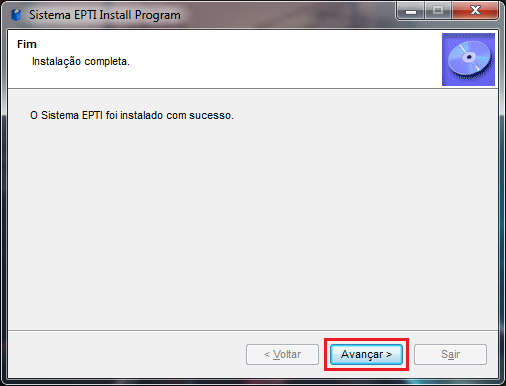 Sistema EPTI Install Program
Fim
Instalação completa.
O Sistema EPTI foi instalado com sucesso.
< Voltar
Avançar >
Sair